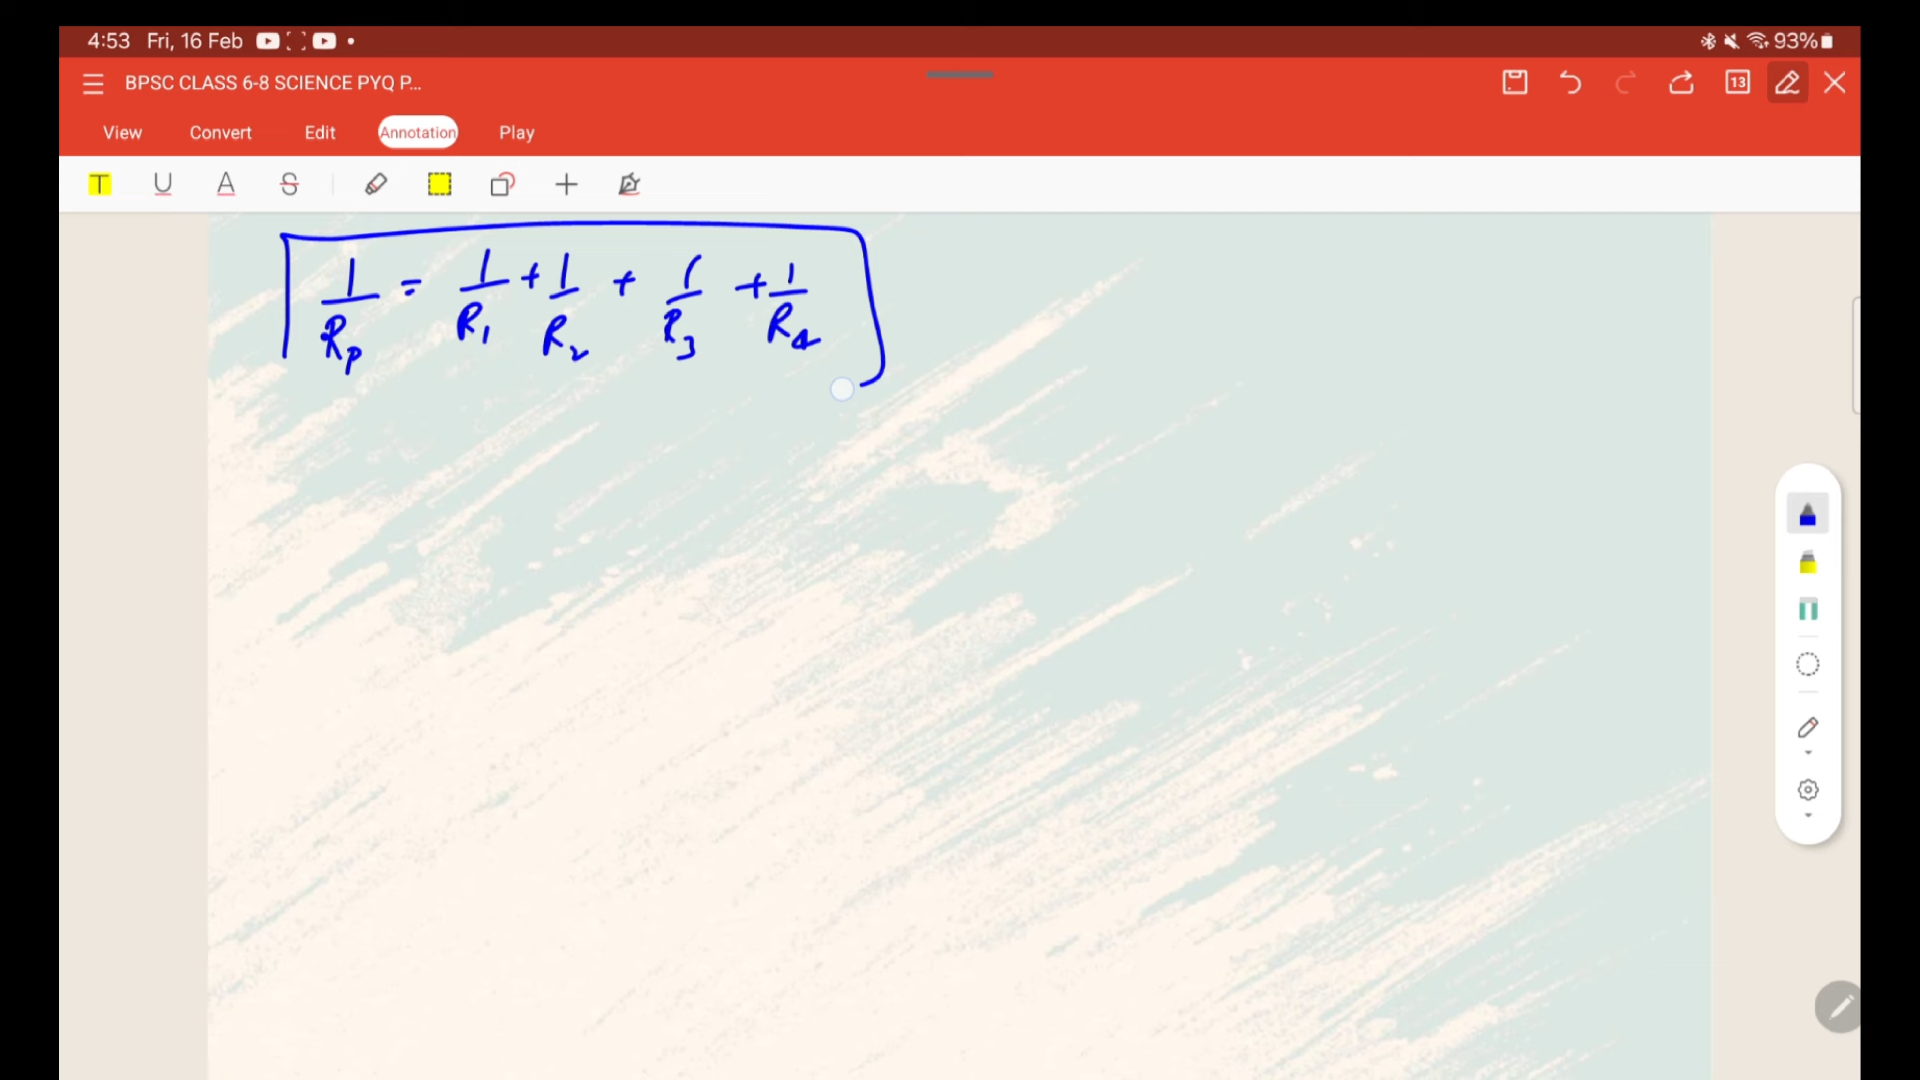 4:53 Fri, 16 Feb 93%
BPSC CLASS 6-8 SCIENCE PYQ P... 13
View Convert Edit Annotation Play
T U A S
1/Rp = 1/R1 + 1/R2 + 1/R3 + 1/R4